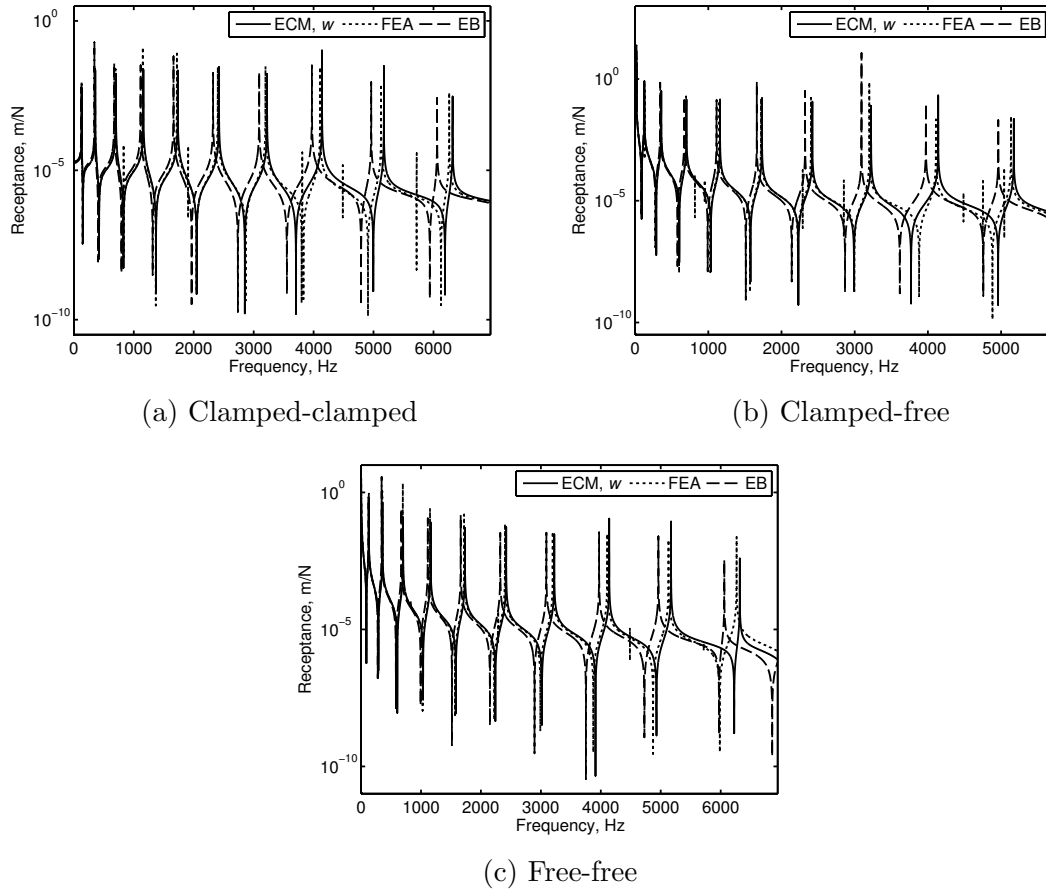 ECM, w FEA EB
Receptance, m/N
10^0
10^-5
10^-10
0 1000 2000 3000 4000 5000 6000
Frequency, Hz
(a) Clamped-clamped
ECM, w FEA EB
Receptance, m/N
10^0
10^-5
10^-10
0 1000 2000 3000 4000 5000
Frequency, Hz
(b) Clamped-free
ECM, w FEA EB
Receptance, m/N
10^0
10^-5
10^-10
0 1000 2000 3000 4000 5000 6000
Frequency, Hz
(c) Free-free